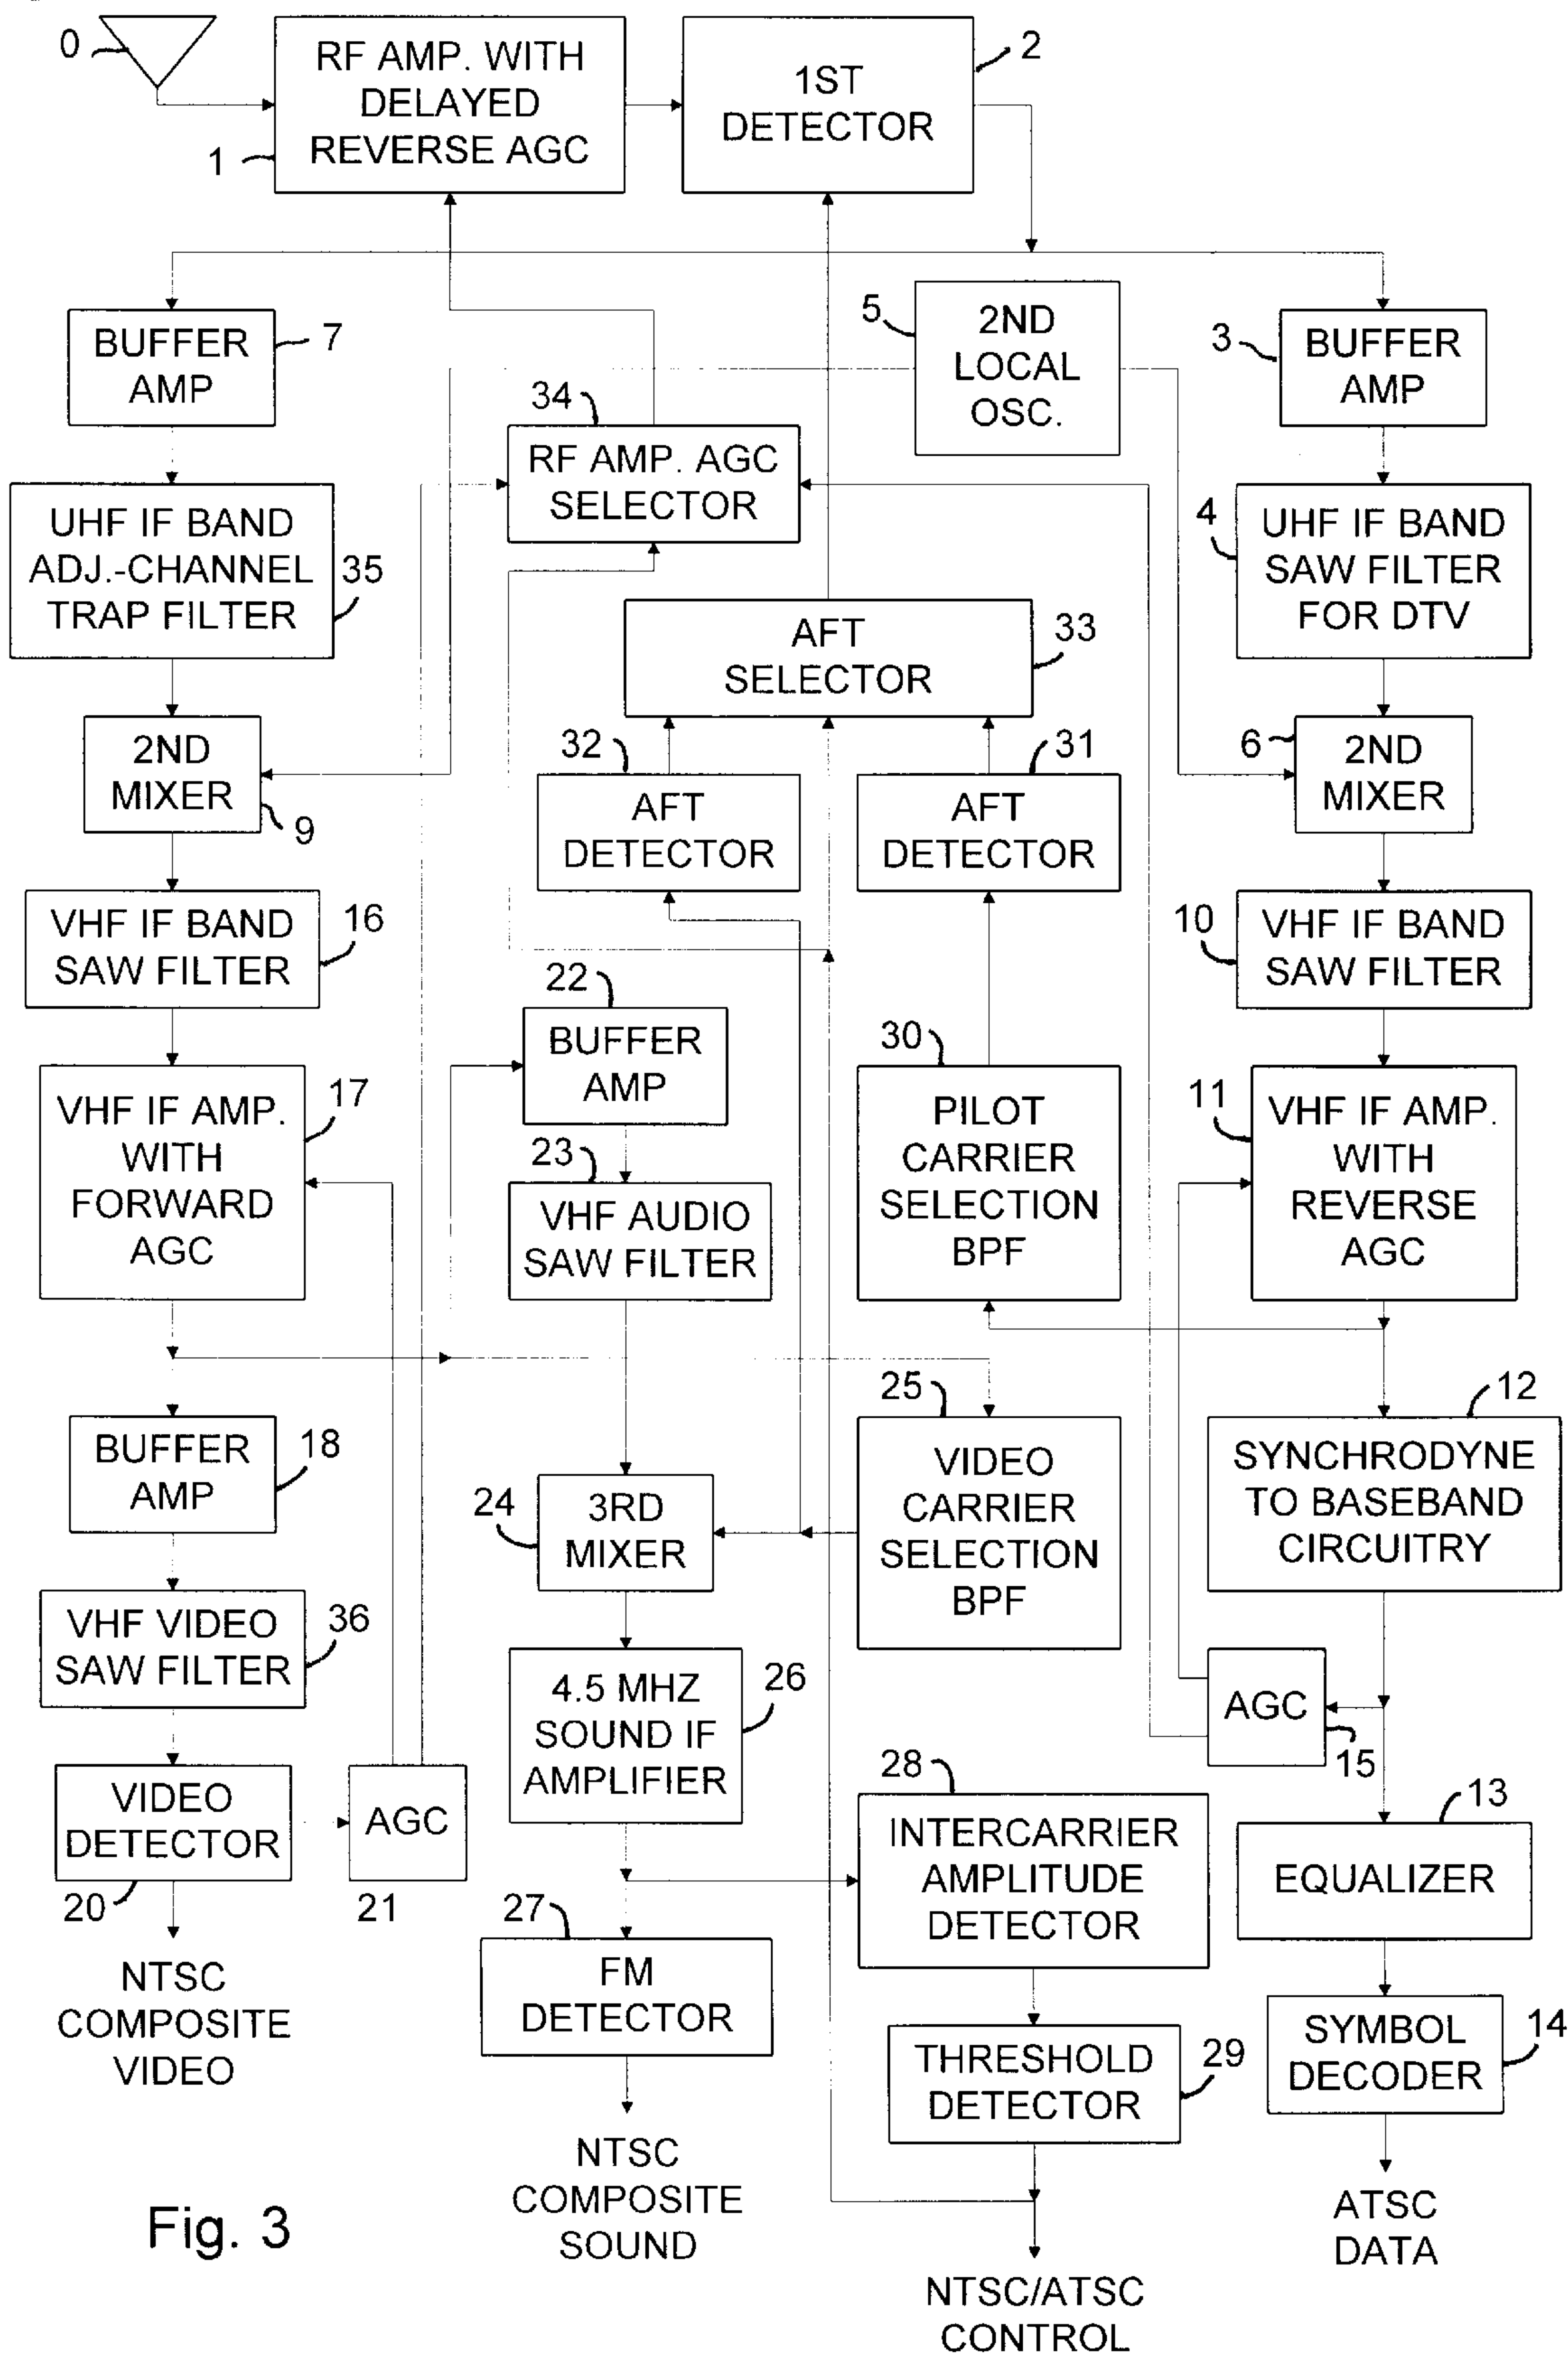 0
RF AMP. WITH
DELAYED
REVERSE AGC
1
1ST
DETECTOR
2
BUFFER
AMP
7
5
2ND
LOCAL
OSC.
3
BUFFER
AMP
34
RF AMP. AGC
SELECTOR
UHF IF BAND
ADJ.-CHANNEL
TRAP FILTER
35
4
UHF IF BAND
SAW FILTER
FOR DTV
AFT
SELECTOR
33
2ND
MIXER
9
32
AFT
DETECTOR
31
AFT
DETECTOR
6
2ND
MIXER
VHF IF BAND
SAW FILTER
16
10
VHF IF BAND
SAW FILTER
22
BUFFER
AMP
VHF IF AMP.
WITH
FORWARD
AGC
17
30
PILOT
CARRIER
SELECTION
BPF
11
VHF IF AMP.
WITH
REVERSE
AGC
23
VHF AUDIO
SAW FILTER
BUFFER
AMP
18
25
VIDEO
CARRIER
SELECTION
BPF
12
SYNCHRODYNE
TO BASEBAND
CIRCUITRY
24
3RD
MIXER
VHF VIDEO
SAW FILTER
36
4.5 MHZ
SOUND IF
AMPLIFIER
26
AGC
15
VIDEO
DETECTOR
20
AGC
21
28
INTERCARRIER
AMPLITUDE
DETECTOR
13
EQUALIZER
27
FM
DETECTOR
NTSC
COMPOSITE
VIDEO
THRESHOLD
DETECTOR
29
SYMBOL
DECODER
14
NTSC
COMPOSITE
SOUND
ATSC
DATA
NTSC/ATSC
CONTROL
Fig. 3